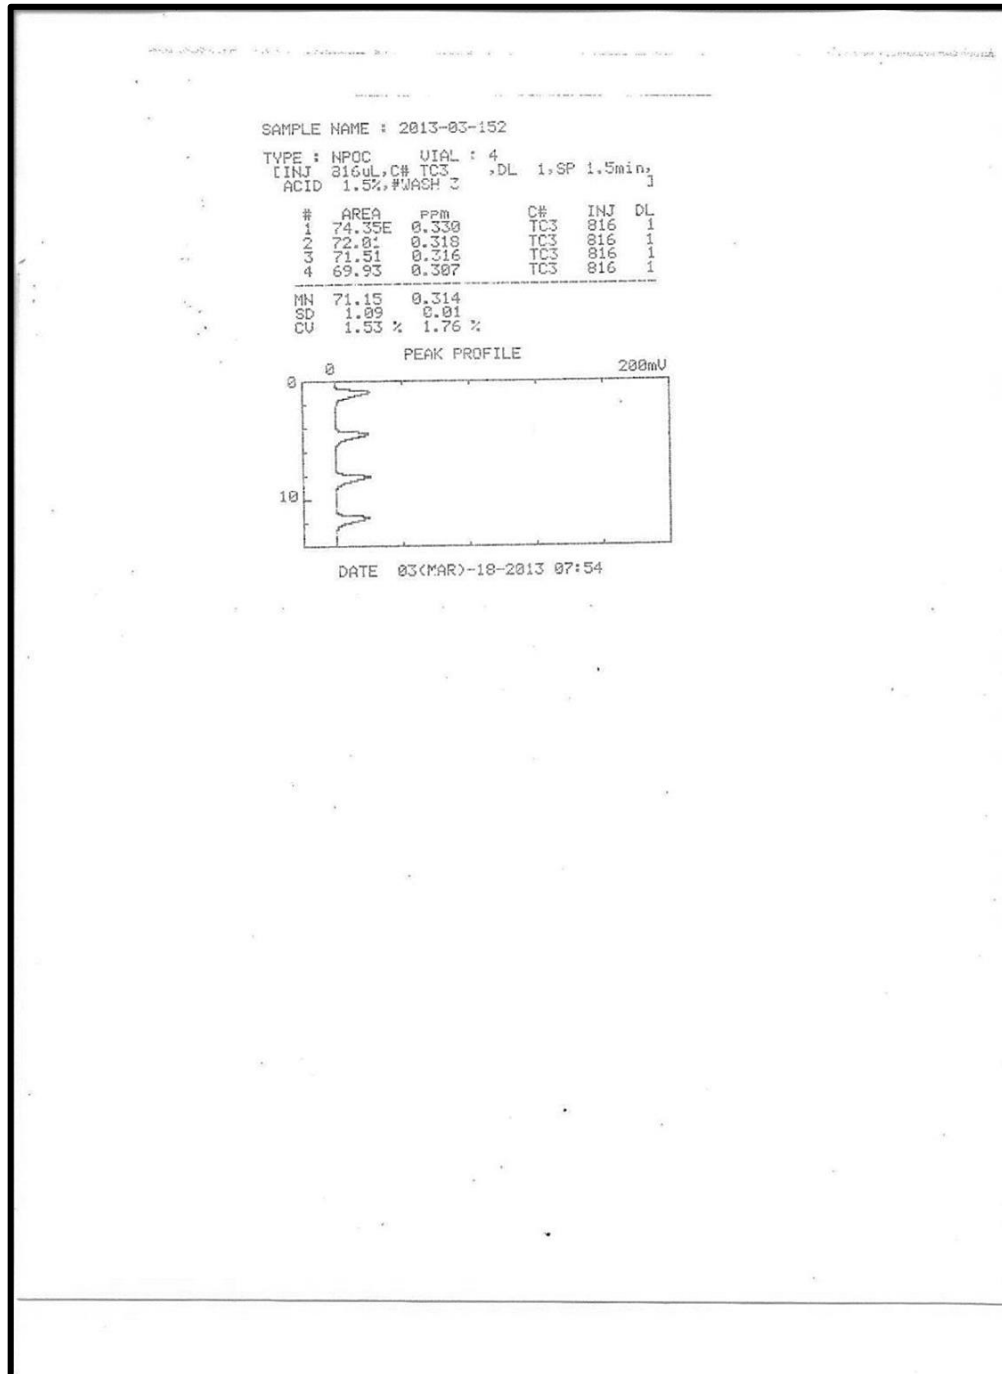 SAMPLE NAME : 2013-03-152
TYPE : NPOC VIAL : 4
[INJ 816uL,C# TC3 ,DL 1,SP 1.5min,
ACID 1.5%,#WASH 3 ]
# AREA ppm C# INJ DL
1 74.35E 0.330 TC3 816 1
2 72.01 0.318 TC3 816 1
3 71.51 0.316 TC3 816 1
4 69.93 0.307 TC3 816 1
MN 71.15 0.314
SD 1.09 0.01
CV 1.53 % 1.76 %
PEAK PROFILE
0 200mV
0
10
DATE 03(MAR)-18-2013 07:54